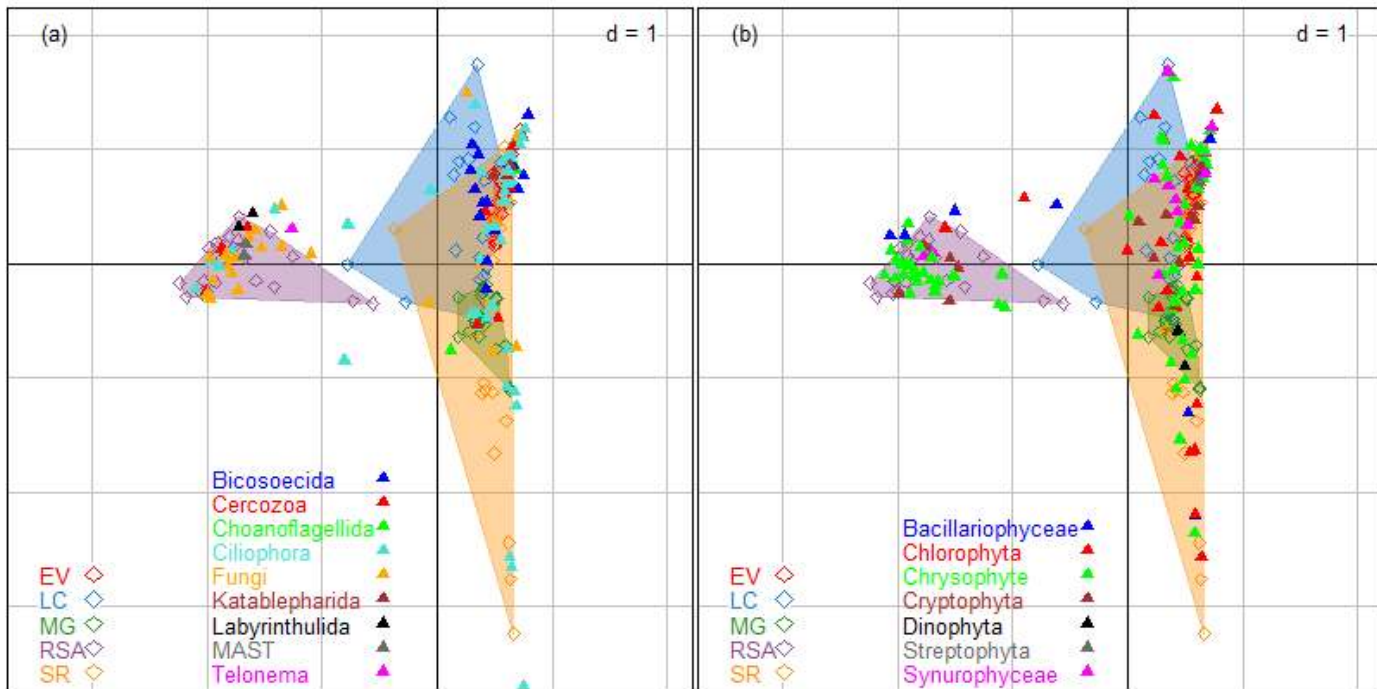 (a) d = 1
Bicosoecida
Cercozoa
Choanoflagellida
Ciliophora
EV Fungi
LC Katablepharida
MG Labyrinthulida
RSA MAST
SR Telonema
(b) d = 1
Bacillariophyceae
Chlorophyta
EV Chrysophyte
LC Cryptophyta
MG Dinophyta
RSA Streptophyta
SR Synurophyceae